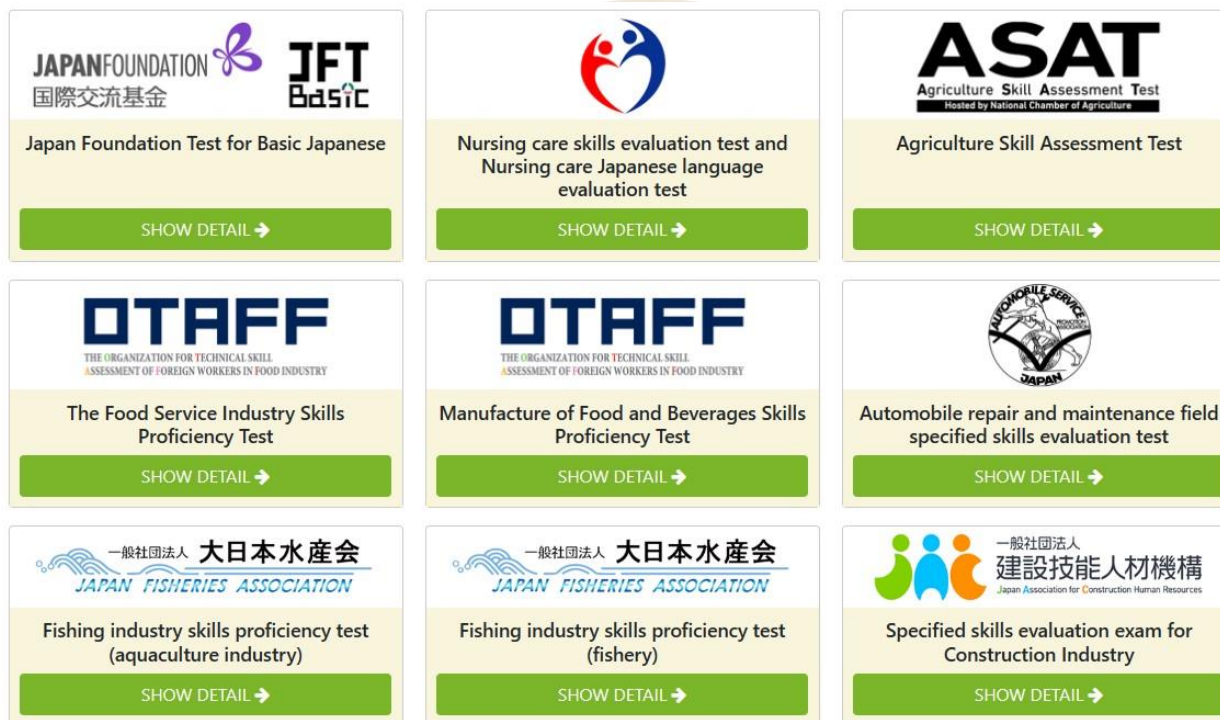 JAPANFOUNDATION
国際交流基金
JFT
Basic
Japan Foundation Test for Basic Japanese
SHOW DETAIL
Nursing care skills evaluation test and
Nursing care Japanese language
evaluation test
SHOW DETAIL
ASAT
Agriculture Skill Assessment Test
Hosted by National Chamber of Agriculture
Agriculture Skill Assessment Test
SHOW DETAIL
OTAFF
THE ORGANIZATION FOR TECHNICAL SKILL
ASSESSMENT OF FOREIGN WORKERS IN FOOD INDUSTRY
The Food Service Industry Skills
Proficiency Test
SHOW DETAIL
OTAFF
THE ORGANIZATION FOR TECHNICAL SKILL
ASSESSMENT OF FOREIGN WORKERS IN FOOD INDUSTRY
Manufacture of Food and Beverages Skills
Proficiency Test
SHOW DETAIL
AUTOMOBILE SERVICE
PROMOTION
ASSOCIATION
JAPAN
Automobile repair and maintenance field
specified skills evaluation test
SHOW DETAIL
一般社団法人 大日本水産会
JAPAN FISHERIES ASSOCIATION
Fishing industry skills proficiency test
(aquaculture industry)
SHOW DETAIL
一般社団法人 大日本水産会
JAPAN FISHERIES ASSOCIATION
Fishing industry skills proficiency test
(fishery)
SHOW DETAIL
JAC
一般社団法人
建設技能人材機構
Japan Association for Construction Human Resources
Specified skills evaluation exam for
Construction Industry
SHOW DETAIL